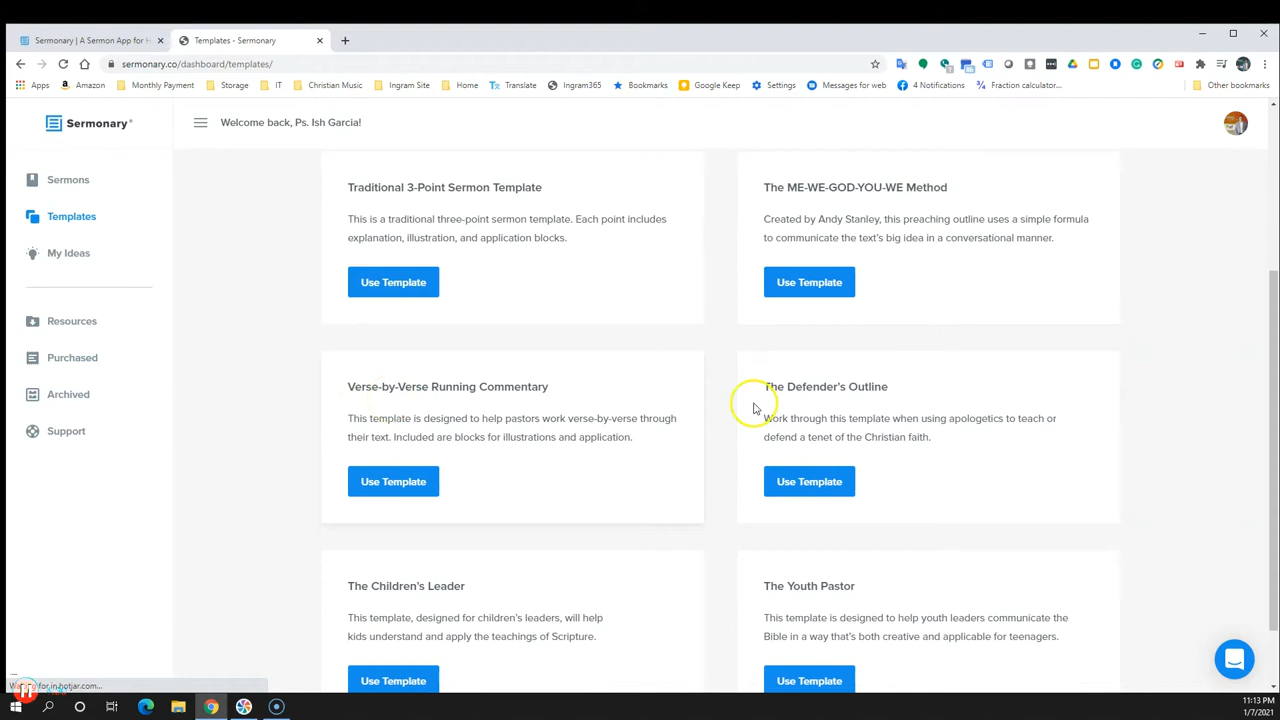 Sermonary | A Sermon App for H
Templates - Sermonary
sermonary.co/dashboard/templates/
Apps
Amazon
Monthly Payment
Storage
IT
Christian Music
Ingram Site
Home
Translate
Ingram365
Bookmarks
Google Keep
Settings
Messages for web
4 Notifications
Fraction calculator...
Other bookmarks
Sermonary®
Welcome back, Ps. Ish Garcia!
Sermons
Templates
My Ideas
Resources
Purchased
Archived
Support
Traditional 3-Point Sermon Template
This is a traditional three-point sermon template. Each point includes
explanation, illustration, and application blocks.
Use Template
The ME-WE-GOD-YOU-WE Method
Created by Andy Stanley, this preaching outline uses a simple formula
to communicate the text's big idea in a conversational manner.
Use Template
Verse-by-Verse Running Commentary
This template is designed to help pastors work verse-by-verse through
their text. Included are blocks for illustrations and application.
Use Template
The Defender's Outline
Work through this template when using apologetics to teach or
defend a tenet of the Christian faith.
Use Template
The Children's Leader
This template, designed for children's leaders, will help
kids understand and apply the teachings of Scripture.
Use Template
The Youth Pastor
This template is designed to help youth leaders communicate the
Bible in a way that's both creative and applicable for teenagers.
Use Template
for in.hotjar.com...
11:13 PM
1/7/2021